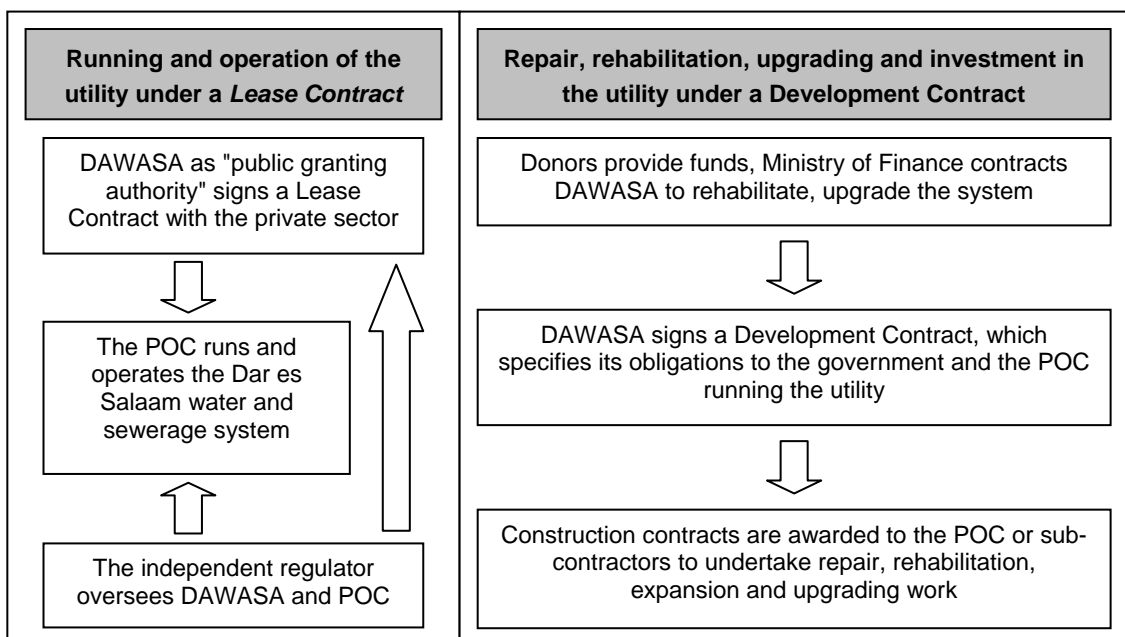 Running and operation of the
utility under a Lease Contract
DAWASA as "public granting
authority" signs a Lease
Contract with the private sector
The POC runs and
operates the Dar es
Salaam water and
sewerage system
The independent regulator
oversees DAWASA and POC
Repair, rehabilitation, upgrading and investment in
the utility under a Development Contract
Donors provide funds, Ministry of Finance contracts
DAWASA to rehabilitate, upgrade the system
DAWASA signs a Development Contract, which
specifies its obligations to the government and the POC
running the utility
Construction contracts are awarded to the POC or sub-
contractors to undertake repair, rehabilitation,
expansion and upgrading work